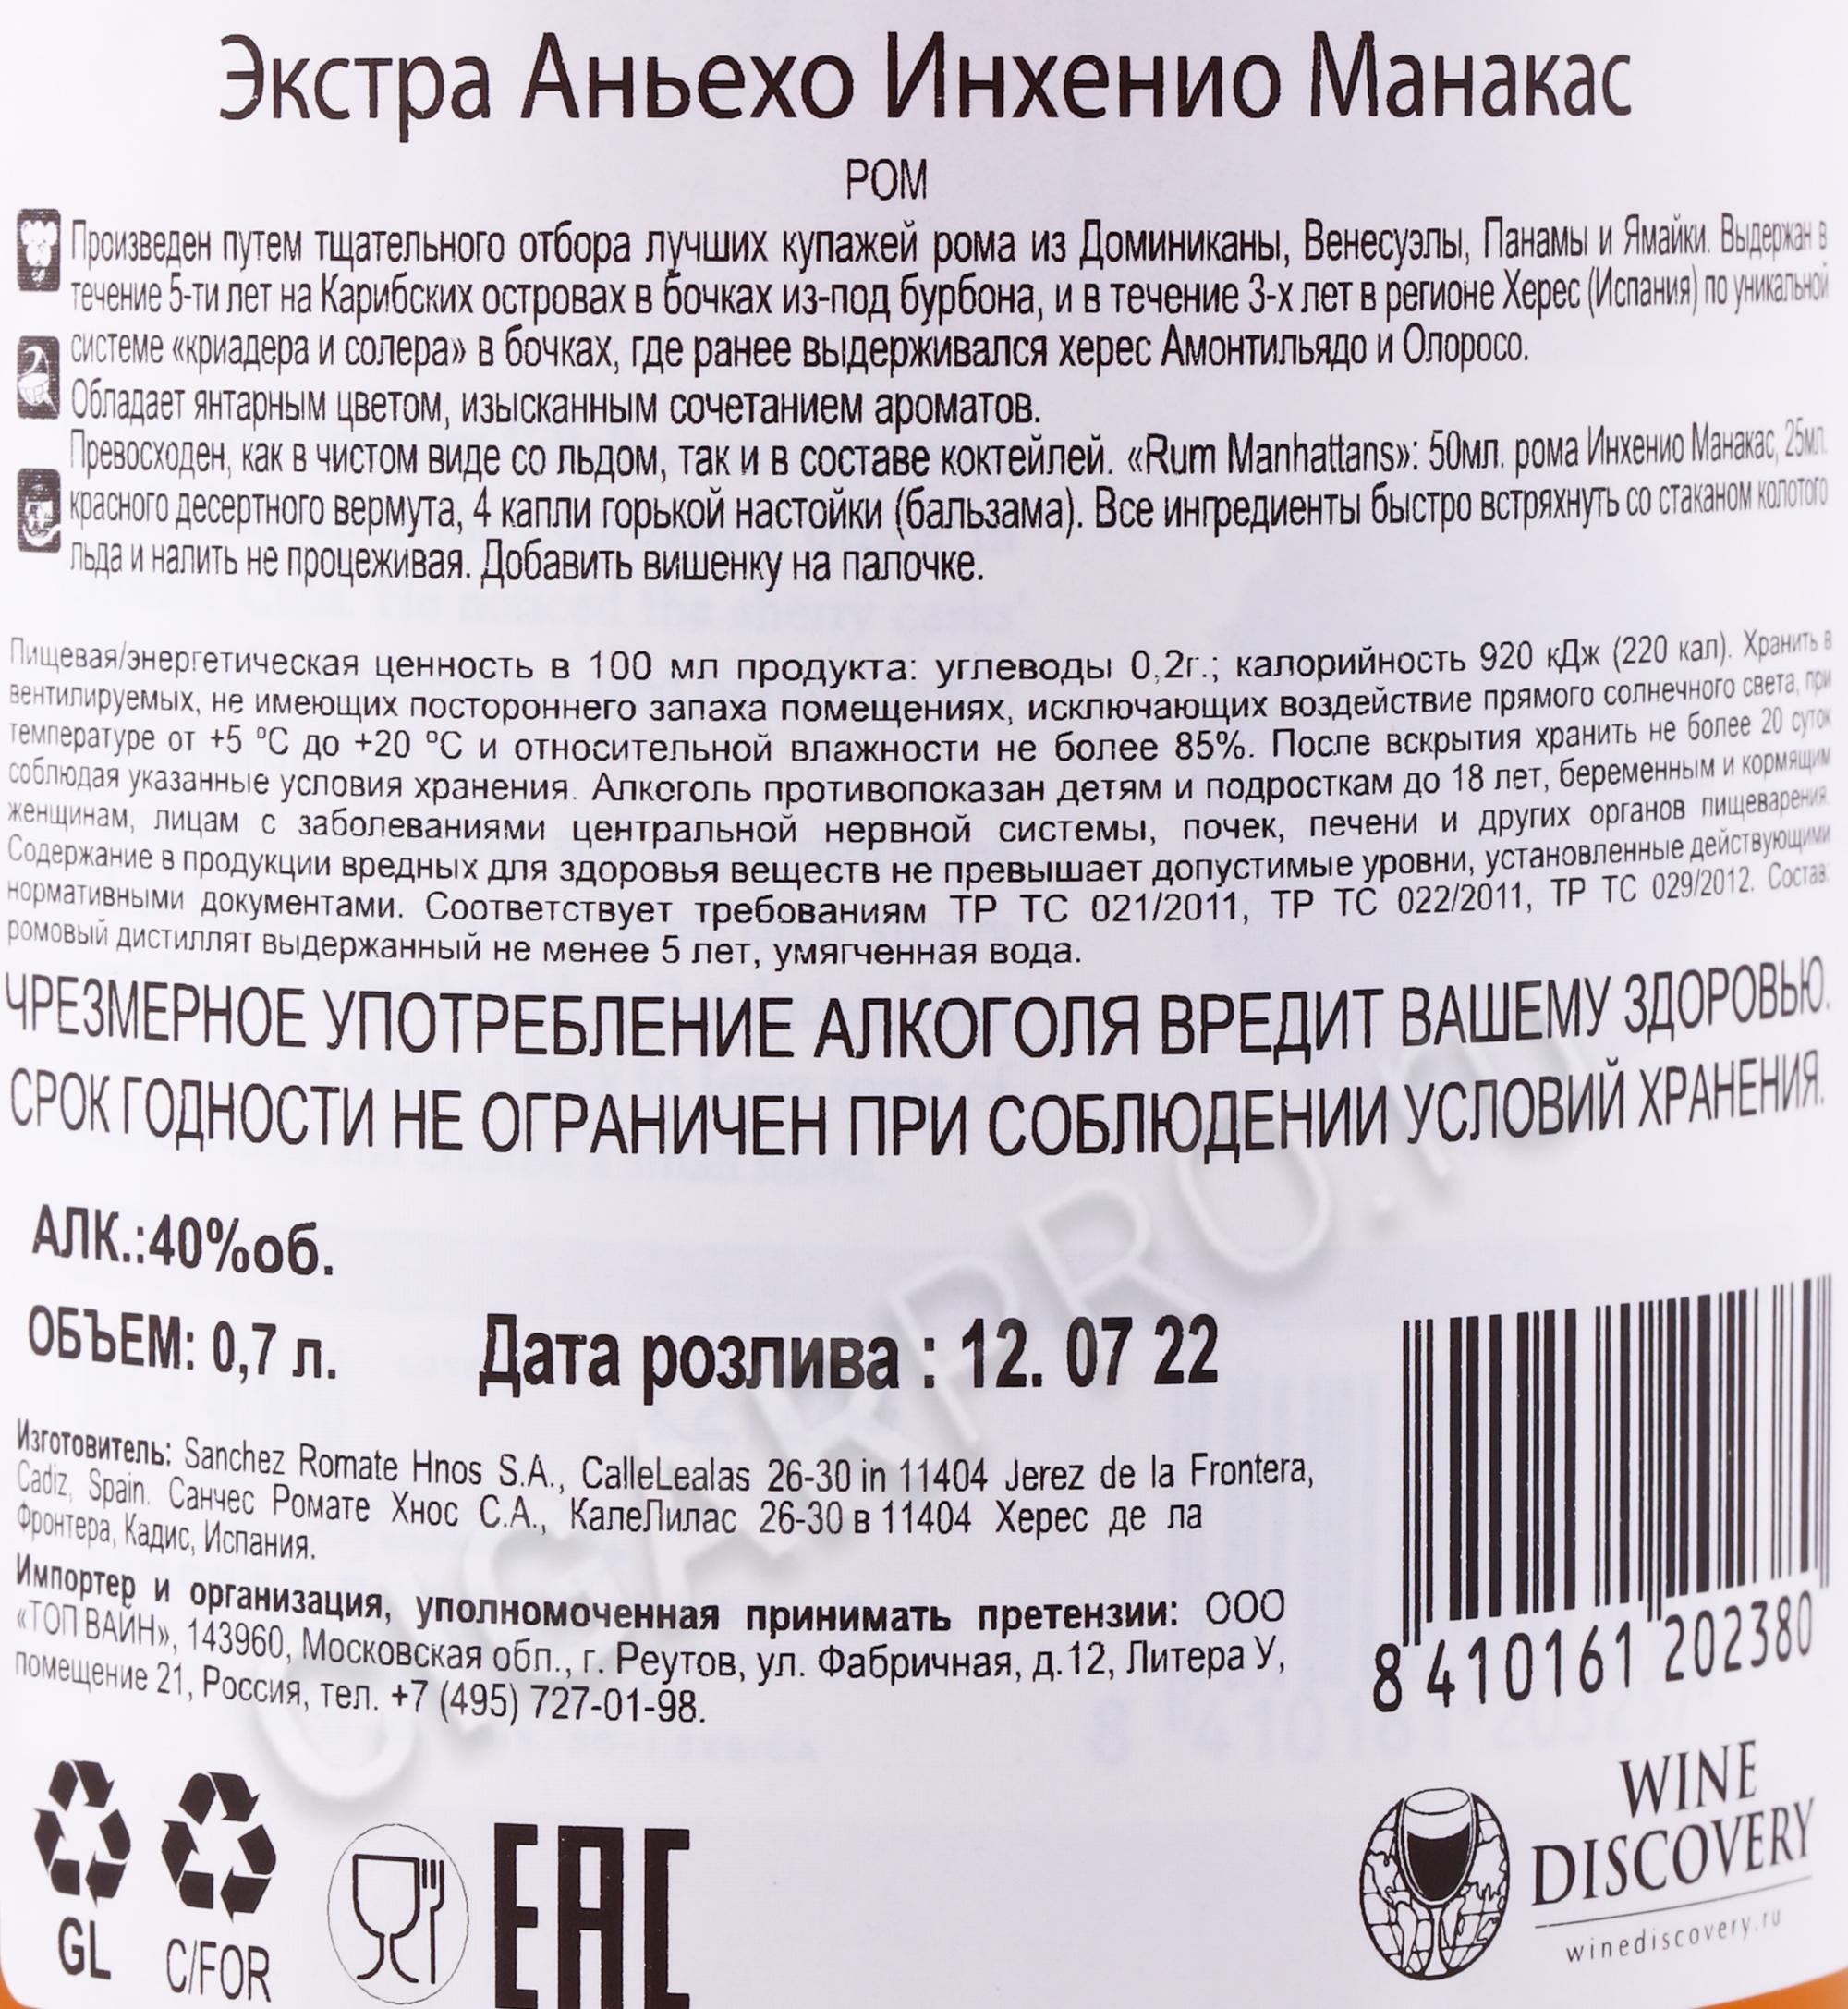 Экстра Аньехо Инхенио Манакас
РОМ
Произведен путем тщательного отбора лучших купажей рома из Доминиканы, Венесуэлы, Панамы и Ямайки. Выдержан в
течение 5-ти лет на Карибских островах в бочках из-под бурбона, и в течение 3-х лет в регионе Херес (Испания) по уникальной
системе «криадера и солера» в бочках, где ранее выдерживался херес Амонтильядо и Олоросо.
Обладает янтарным цветом, изысканным сочетанием ароматов.
Превосходен, как в чистом виде со льдом, так и в составе коктейлей. «Rum Manhattans»: 50мл. рома Инхенио Манакас, 25мл.
красного десертного вермута, 4 капли горькой настойки (бальзама). Все ингредиенты быстро встряхнуть со стаканом колотого
льда и налить не процеживая. Добавить вишенку на палочке.
Пищевая/энергетическая ценность в 100 мл продукта: углеводы 0,2г.; калорийность 920 кДж (220 кал). Хранить в
вентилируемых, не имеющих постороннего запаха помещениях, исключающих воздействие прямого солнечного света, при
температуре от +5 °С до +20 °С и относительной влажности не более 85%. После вскрытия хранить не более 20 суток
соблюдая указанные условия хранения. Алкоголь противопоказан детям и подросткам до 18 лет, беременным и кормящим
женщинам, лицам с заболеваниями центральной нервной системы, почек, печени и других органов пищеварения.
Содержание в продукции вредных для здоровья веществ не превышает допустимые уровни, установленные действующими
нормативными документами. Соответствует требованиям ТР ТС 021/2011, ТР ТС 022/2011, ТР ТС 029/2012. Состав:
ромовый дистиллят выдержанный не менее 5 лет, умягченная вода.
ЧРЕЗМЕРНОЕ УПОТРЕБЛЕНИЕ АЛКОГОЛЯ ВРЕДИТ ВАШЕМУ ЗДОРОВЬЮ.
СРОК ГОДНОСТИ НЕ ОГРАНИЧЕН ПРИ СОБЛЮДЕНИИ УСЛОВИЙ ХРАНЕНИЯ.
АЛК.:40%об.
ОБЪЕМ: 0,7 л.
Дата розлива : 12. 07 22
Изготовитель: Sanchez Romate Hnos S.A., CalleLealas 26-30 in 11404 Jerez de la Frontera,
Cadiz, Spain. Санчес Ромате Хнос С.А., КалеЛилас 26-30 в 11404 Херес де ла
Фронтера, Кадис, Испания.
Импортер и организация, уполномоченная принимать претензии: ООО
«ТОП ВАЙН», 143960, Московская обл., г. Реутов, ул. Фабричная, д.12, Литера У,
помещение 21, Россия, тел. +7 (495) 727-01-98.
8 410161 202380
GL
C/FOR
EAC
WINE
DISCOVERY
winediscovery.ru
CIGARPRO.ru